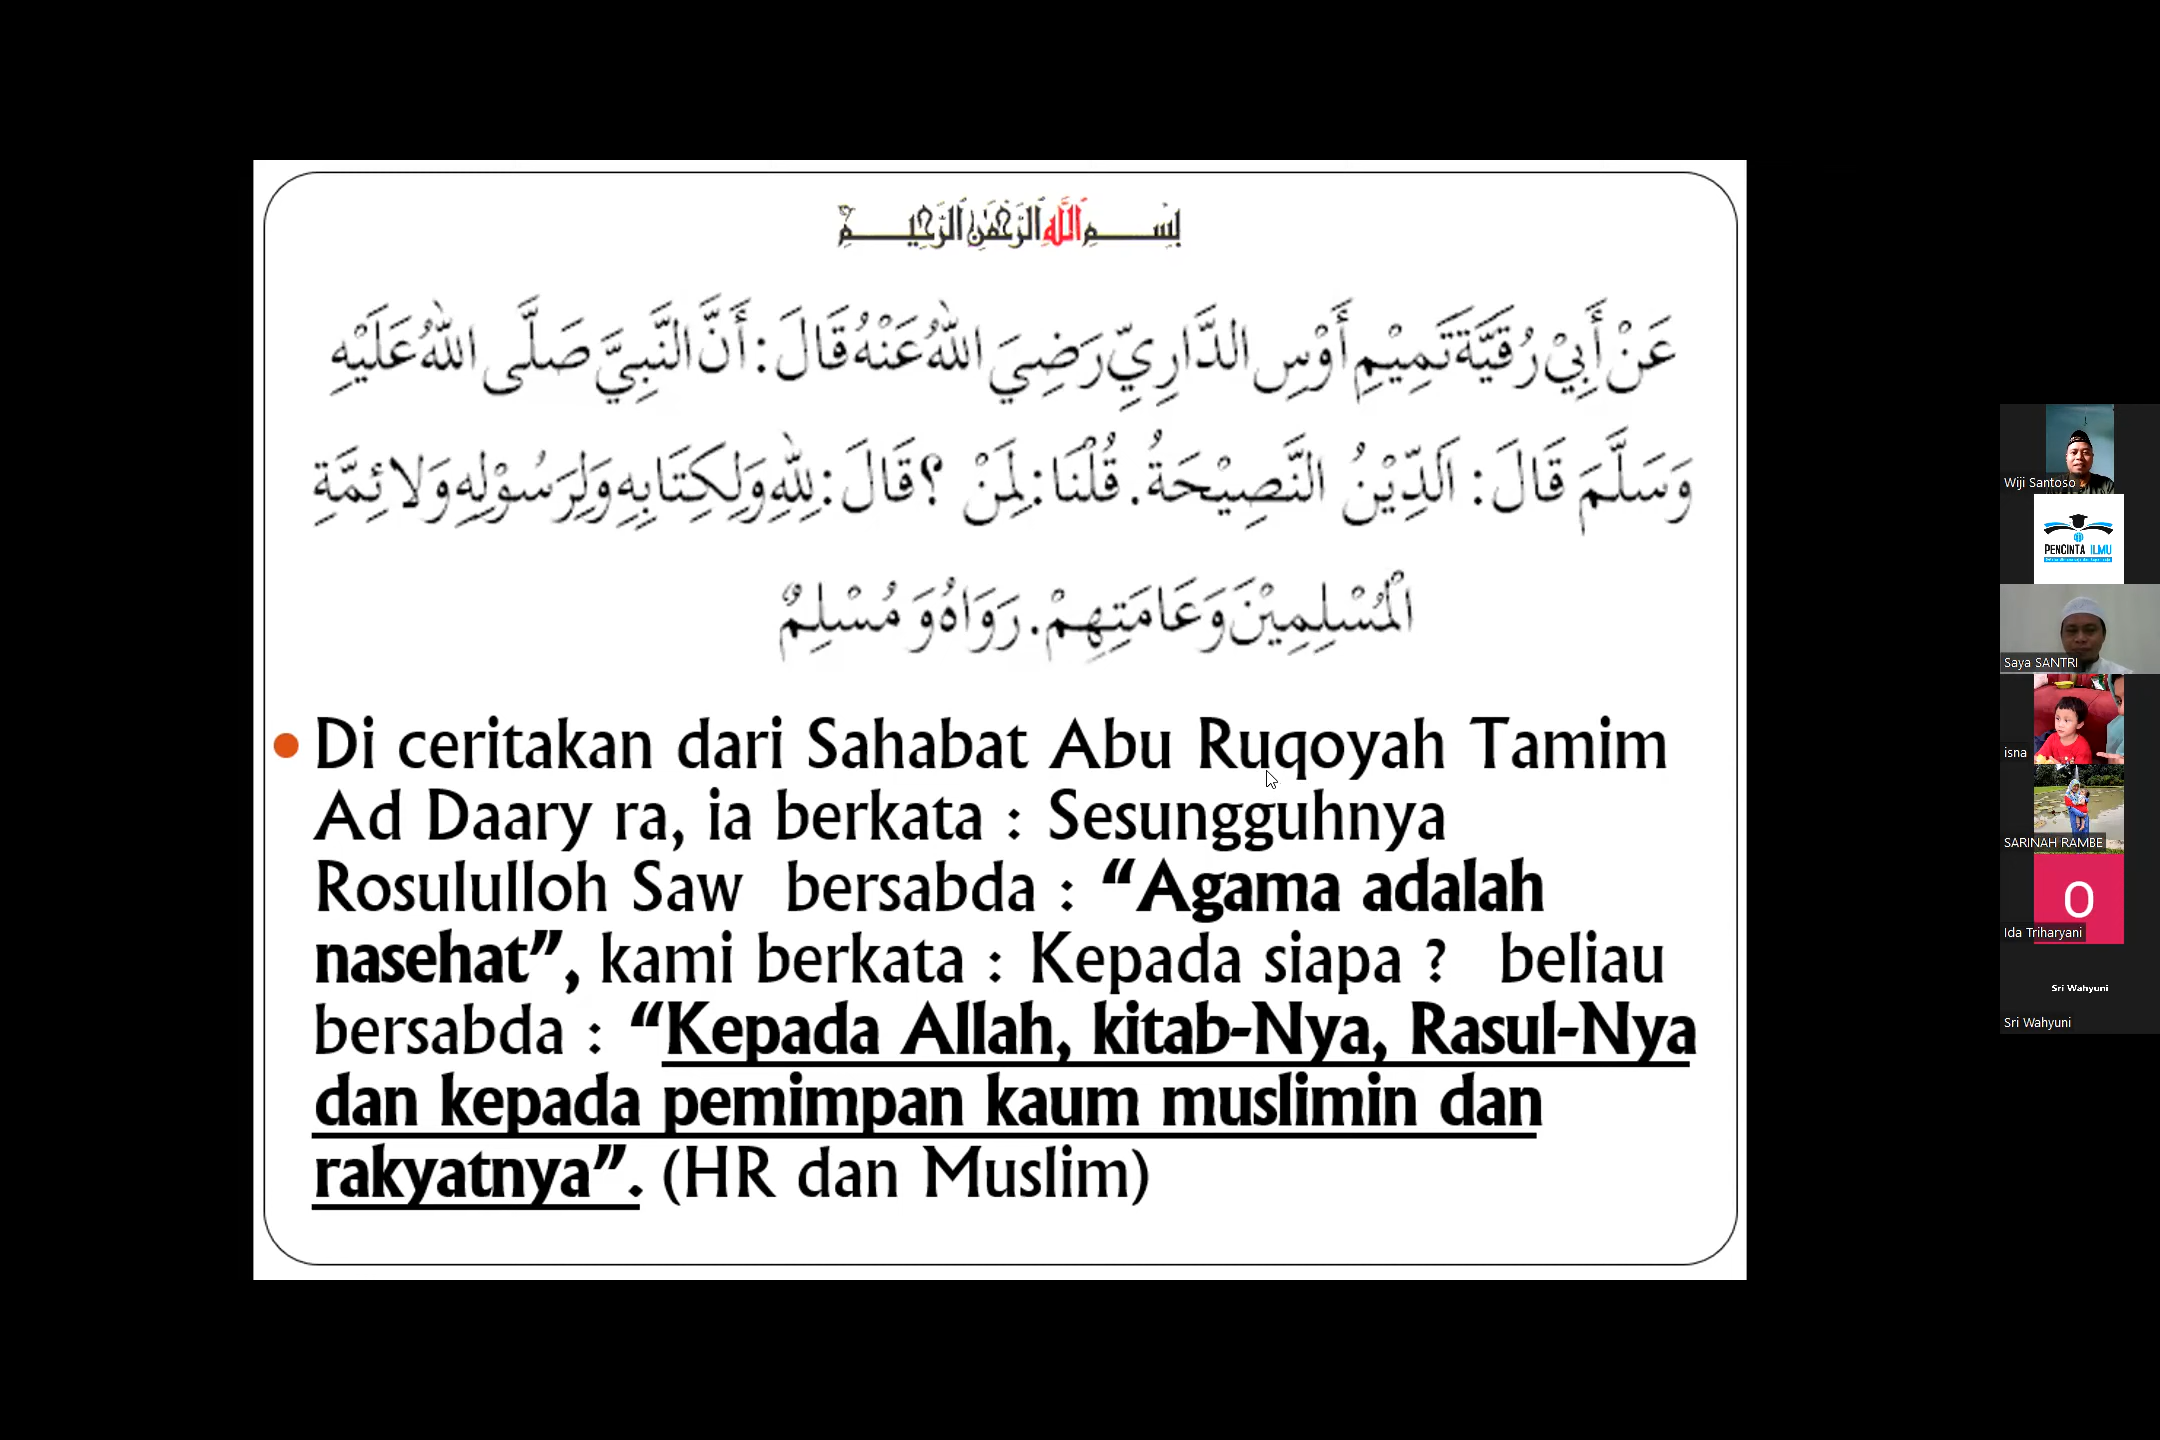 بِسْمِ اللَّهِ الرَّحْمَنِ الرَّحِيمِ
عَنْ أَبِيْ رُقَيَّةَ تَمِيْمِ أَوْسِ الدَّارِيِّ رَضِيَ اللهُ عَنْهُ قَالَ : أَنَّ النَّبِيَّ صَلَّى اللهُ عَلَيْهِ
وَسَلَّمَ قَالَ : اَلدِّيْنُ النَّصِيْحَةُ . قُلْنَا : لِمَنْ ؟ قَالَ : لِلّٰهِ وَلِكِتَابِهِ وَلِرَسُوْلِهِ وَلائِمَّةِ
الْمُسْلِمِيْنَ وَعَامَتِهِمْ . رَوَاهُ وَ مُسْلِمٌ
• Di ceritakan dari Sahabat Abu Ruqoyah Tamim
Ad Daary ra, ia berkata : Sesungguhnya
Rosululloh Saw bersabda : “Agama adalah
nasehat”, kami berkata : Kepada siapa ? beliau
bersabda : “Kepada Allah, kitab-Nya, Rasul-Nya
dan kepada pemimpan kaum muslimin dan
rakyatnya”. (HR dan Muslim)
Wiji Santoso
PENCINTA ILMU
Saya SANTRI
isna
SARINAH RAMBE
O
Ida Triharyani
Sri Wahyuni
Sri Wahyuni